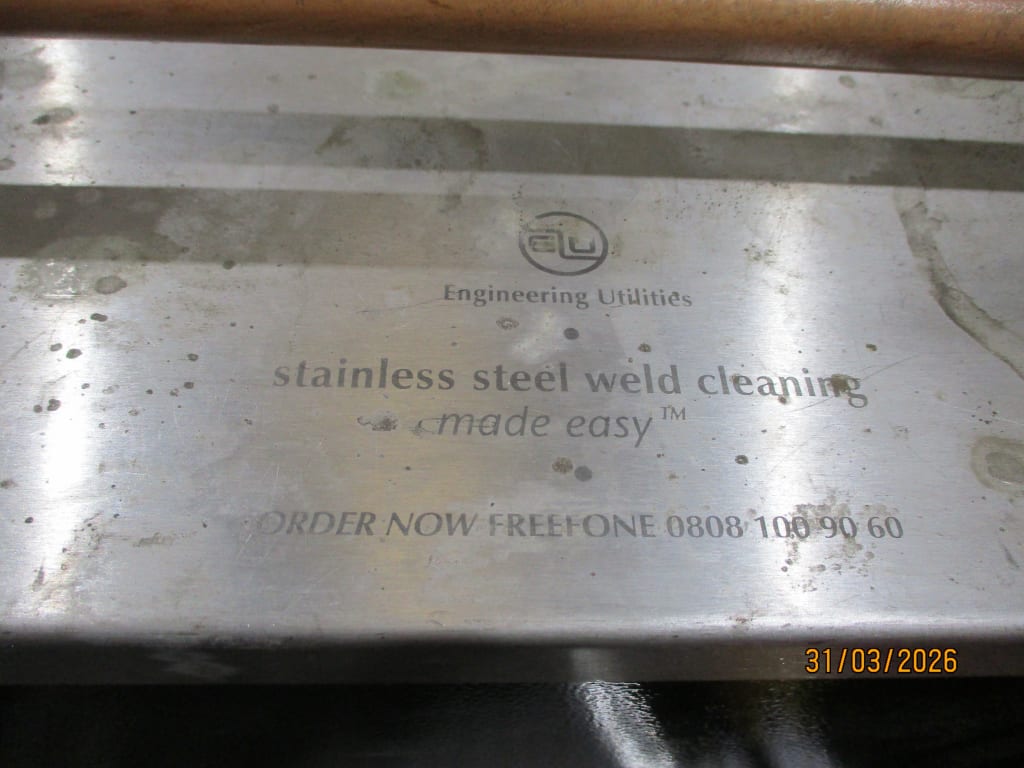 EU
Engineering Utilities
stainless steel weld cleaning
made easy™
ORDER NOW FREEFONE 0808 100 90 60
31/03/2026